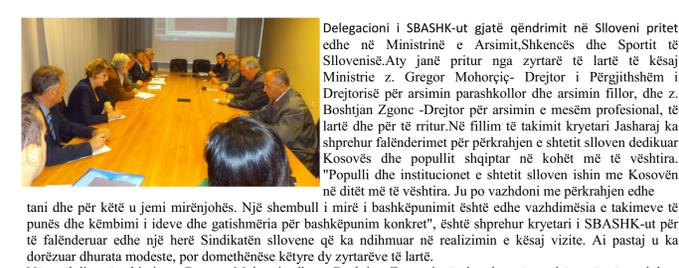 Delegacioni i SBASHK-ut gjatë qëndrimit në Slloveni pritet
edhe në Ministrinë e Arsimit,Shkencës dhe Sportit të
Sllovenisë.Aty janë pritur nga zyrtarë të lartë të kësaj
Ministrie z. Gregor Mohorçiç- Drejtor i Përgjithshëm i
Drejtorisë për arsimin parashkollor dhe arsimin fillor, dhe z.
Boshtjan Zgonc -Drejtor për arsimin e mesëm profesional, të
lartë dhe për të rritur.Në fillim të takimit kryetari Jasharaj ka
shprehur falënderimet për përkrahjen e shtetit slloven dedikuar
Kosovës dhe popullit shqiptar në kohët më të vështira.
"Populli dhe institucionet e shtetit slloven ishin me Kosovën
në ditët më të vështira. Ju po vazhdoni me përkrahjen edhe
tani dhe për këtë u jemi mirënjohës. Një shembull i mirë i bashkëpunimit është edhe vazhdimësia e takimeve të
punës dhe këmbimi i ideve dhe gatishmëria për bashkëpunim konkret", është shprehur kryetari i SBASHK-ut për
të falënderuar edhe një herë Sindikatën sllovene që ka ndihmuar në realizimin e kësaj vizite. Ai pastaj u ka
dorëzuar dhurata modeste, por domethënëse këtyre dy zyrtarëve të lartë.